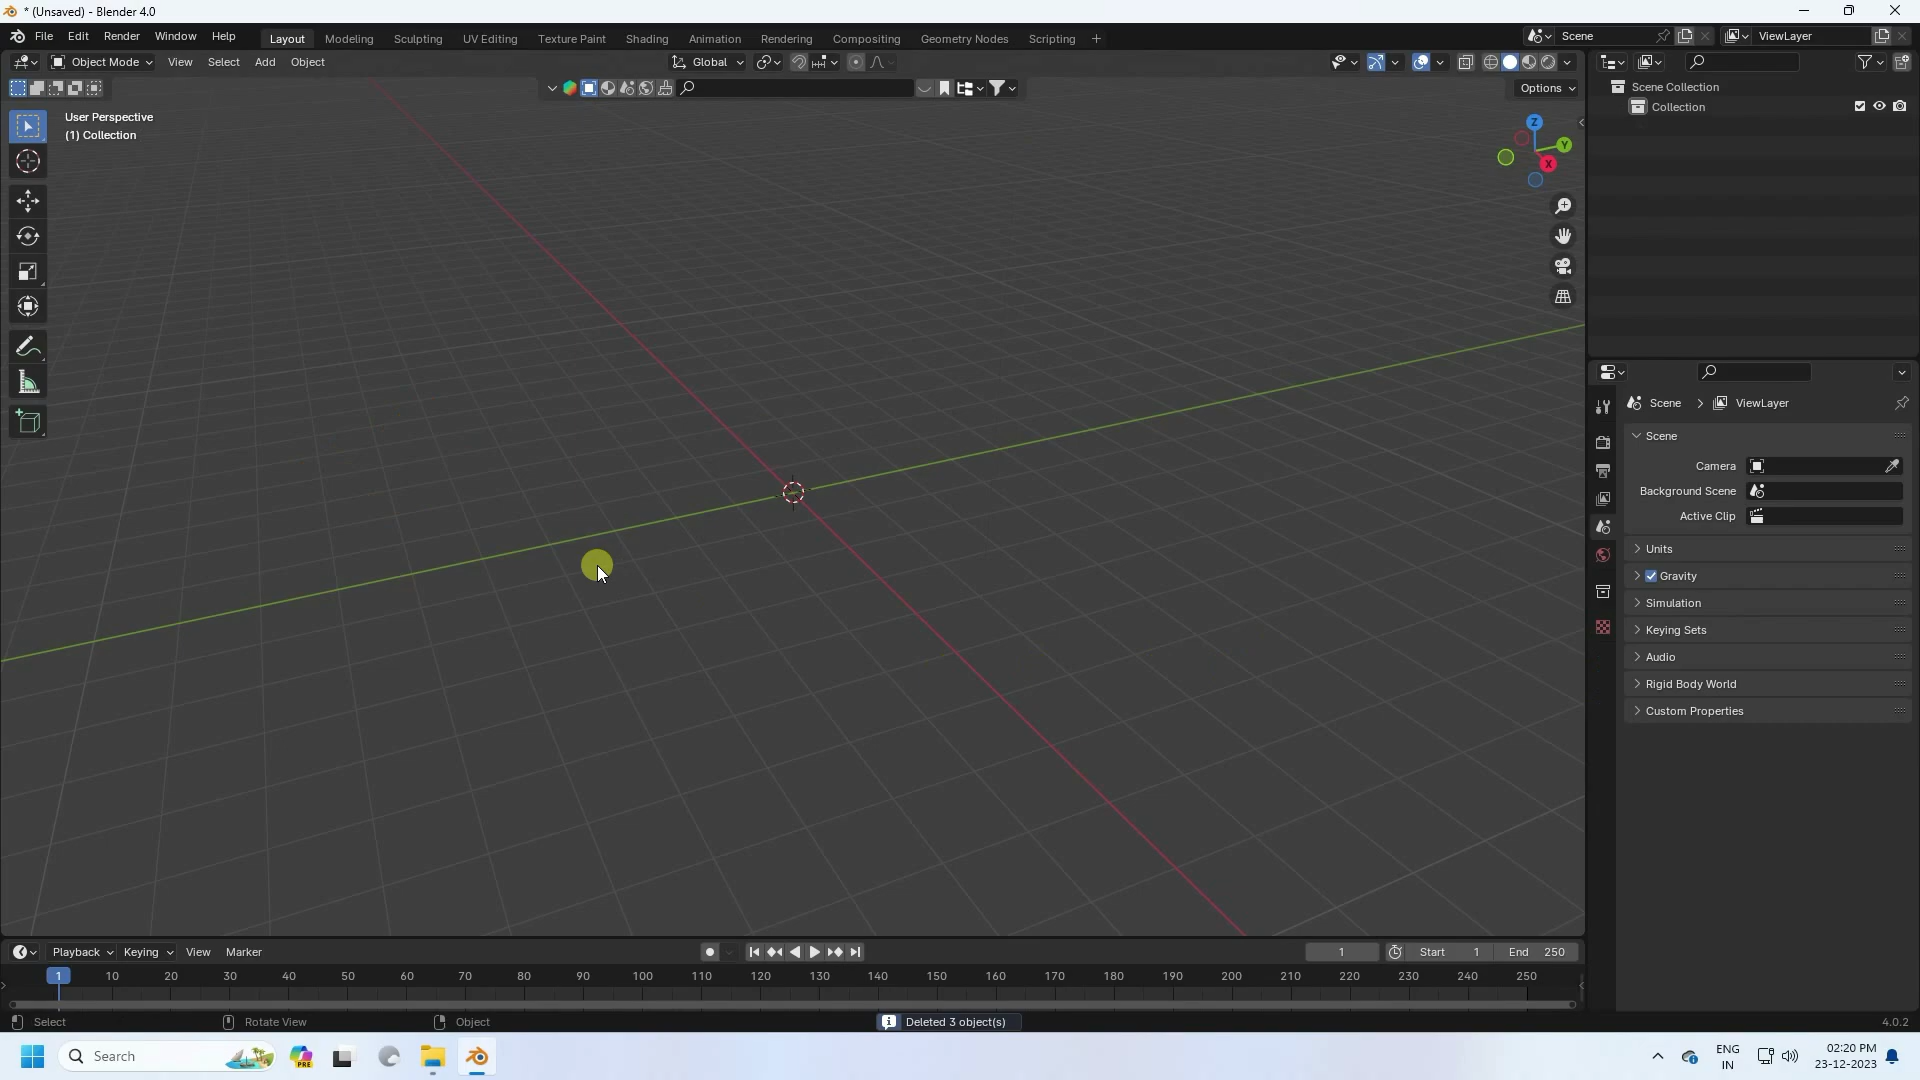 * (Unsaved) - Blender 4.0
File Edit Render Window Help Layout Modeling Sculpting UV Editing Texture Paint Shading Animation Rendering Compositing Geometry Nodes Scripting + Scene ViewLayer
Object Mode View Select Add Object Global
Options
User Perspective
(1) Collection
Z
Y
X
Scene Collection
Collection
Scene > ViewLayer
Scene
Camera
Background Scene
Active Clip
Units
Gravity
Simulation
Keying Sets
Audio
Rigid Body World
Custom Properties
Playback Keying View Marker 1 Start 1 End 250
1 10 20 30 40 50 60 70 80 90 100 110 120 130 140 150 160 170 180 190 200 210 220 230 240 250
Select Rotate View Object Deleted 3 object(s) 4.0.2
Search
PRE
ENG
IN
02:20 PM
23-12-2023